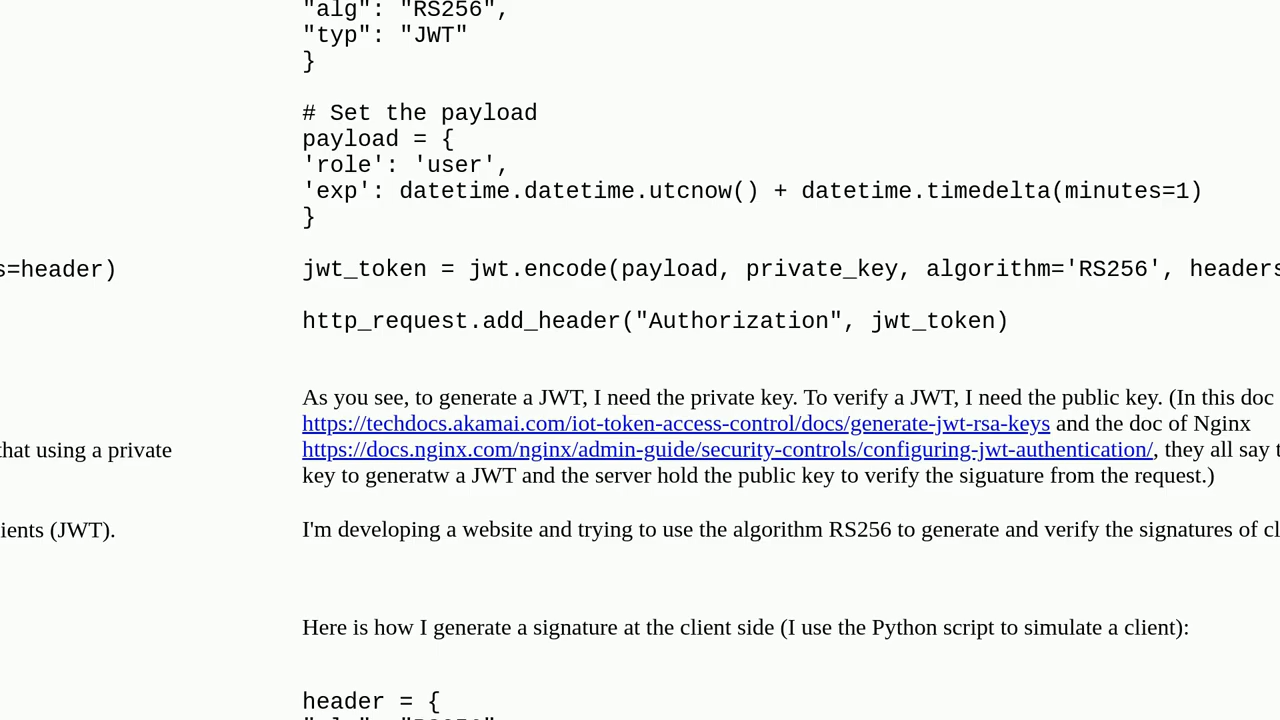 "alg": "RS256",
"typ": "JWT"
}
# Set the payload
payload = {
'role': 'user',
'exp': datetime.datetime.utcnow() + datetime.timedelta(minutes=1)
}
s=header)
jwt_token = jwt.encode(payload, private_key, algorithm='RS256', headers
http_request.add_header("Authorization", jwt_token)
As you see, to generate a JWT, I need the private key. To verify a JWT, I need the public key. (In this doc
https://techdocs.akamai.com/iot-token-access-control/docs/generate-jwt-rsa-keys and the doc of Nginx
that using a private
https://docs.nginx.com/nginx/admin-guide/security-controls/configuring-jwt-authentication/, they all say t
key to generatw a JWT and the server hold the public key to verify the siguature from the request.)
ients (JWT).
I'm developing a website and trying to use the algorithm RS256 to generate and verify the signatures of cl
Here is how I generate a signature at the client side (I use the Python script to simulate a client):
header = {